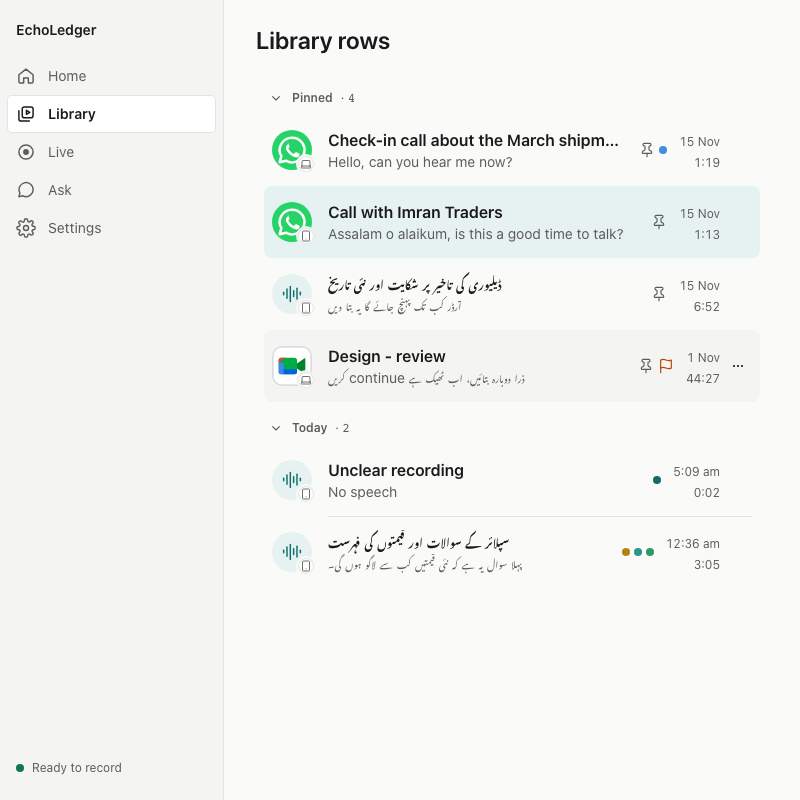 EchoLedger
Home
Library
Live
Ask
Settings
Ready to record
Library rows
Pinned · 4
Check-in call about the March shipm...
15 Nov
Hello, can you hear me now?
1:19
Call with Imran Traders
15 Nov
Assalam o alaikum, is this a good time to talk?
1:13
ڈیلیوری کی تاخیر پر شکایت اور نئی تاریخ
15 Nov
آرڈر کب تک پہنچ جائے گا یہ بتا دیں
6:52
Design - review
1 Nov
ذرا دوبارہ بتائیں، اب ٹھیک ہے continue کریں
44:27
Today · 2
Unclear recording
5:09 am
No speech
0:02
سپلائر کے سوالات اور قیمتوں کی فہرست
12:36 am
پہلا سوال یہ ہے کہ نئی قیمتیں کب سے لاگو ہوں گی۔
3:05